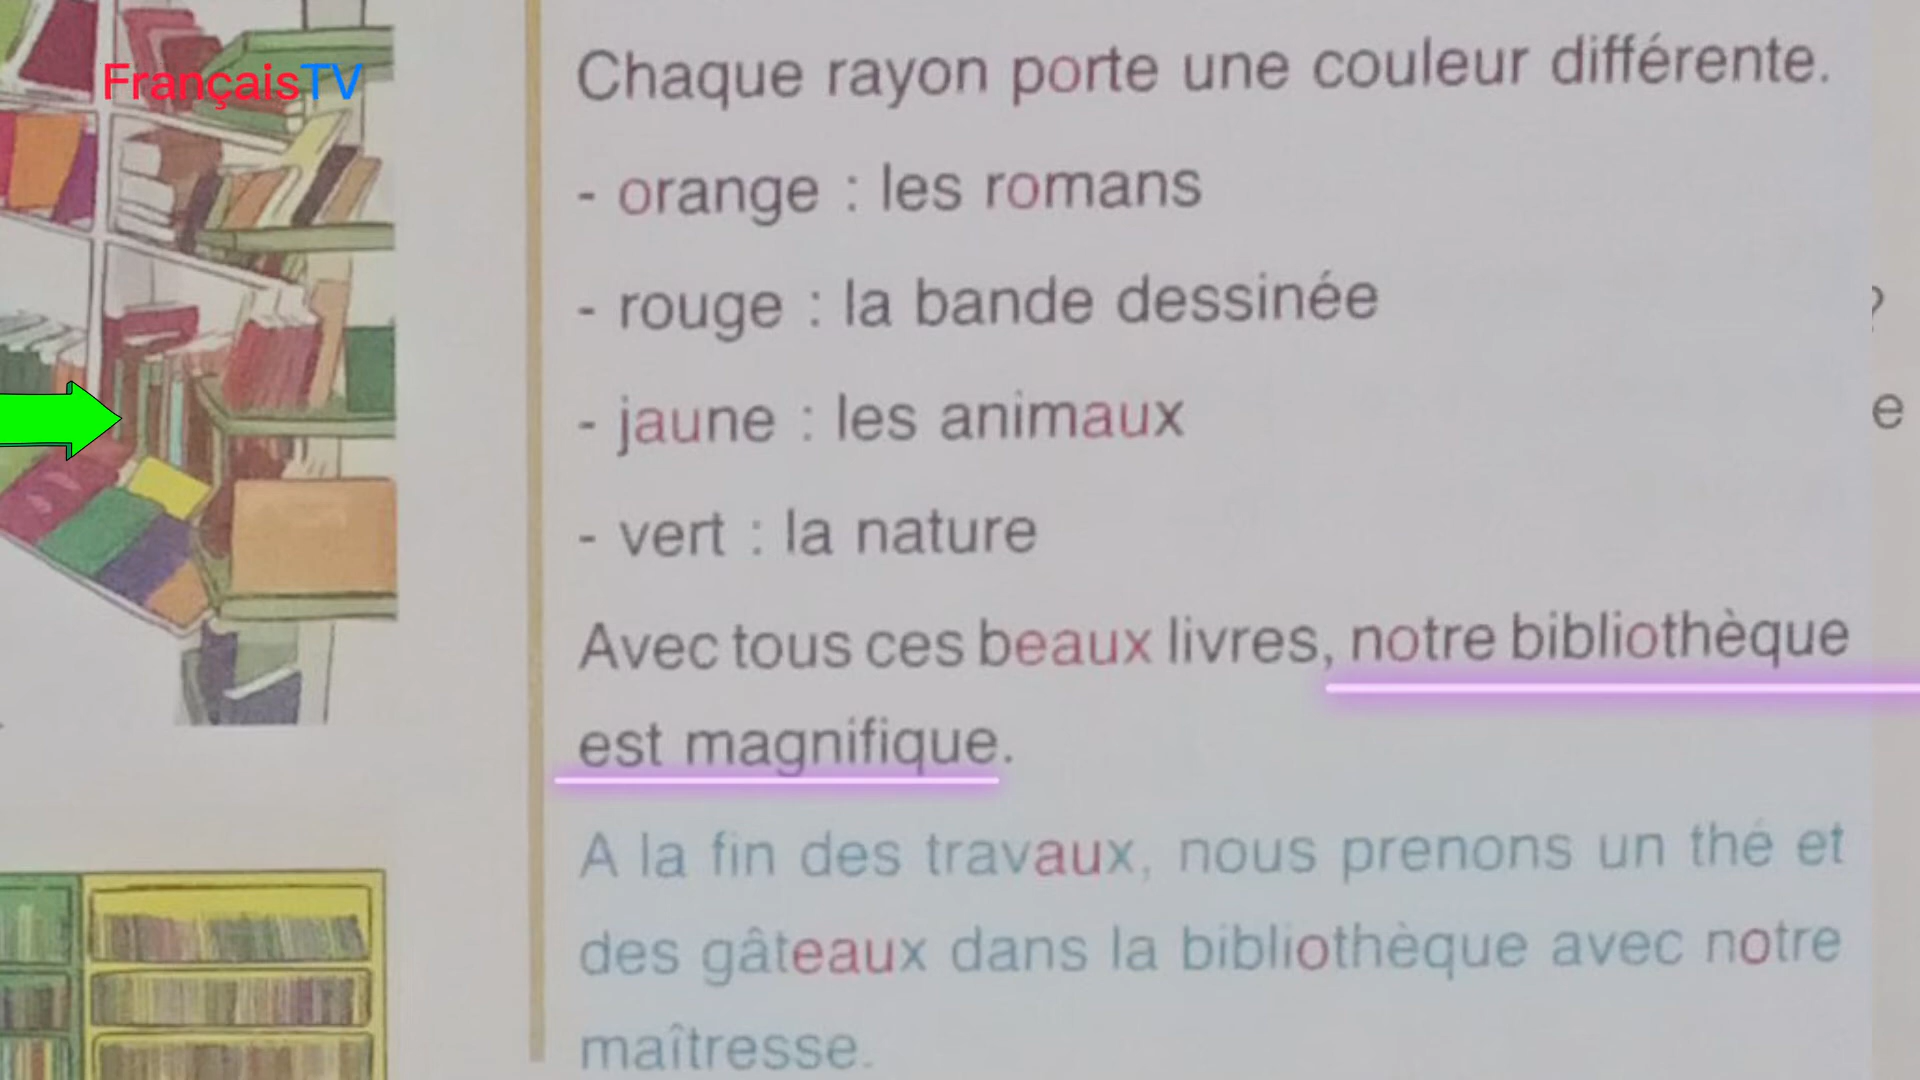 FrançaisTV
Chaque rayon porte une couleur différente.
- orange : les romans
- rouge : la bande dessinée
- jaune : les animaux
- vert : la nature
Avec tous ces beaux livres, notre bibliothèque
est magnifique.
A la fin des travaux, nous prenons un thé et
des gâteaux dans la bibliothèque avec notre
maîtresse.
?
e